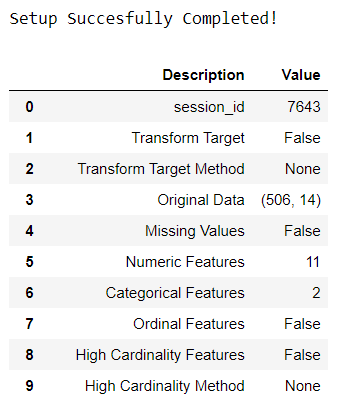 Setup Succesfully Completed!
Description Value
0 session_id 7643
1 Transform Target False
2 Transform Target Method None
3 Original Data (506, 14)
4 Missing Values False
5 Numeric Features 11
6 Categorical Features 2
7 Ordinal Features False
8 High Cardinality Features False
9 High Cardinality Method None